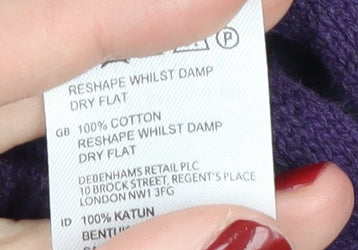 P
RESHAPE WHILST DAMP
DRY FLAT
GB 100% COTTON
RESHAPE WHILST DAMP
DRY FLAT
DEBENHAMS RETAIL PLC
10 BROCK STREET, REGENT'S PLACE
LONDON NW1 3FG
ID 100% KATUN